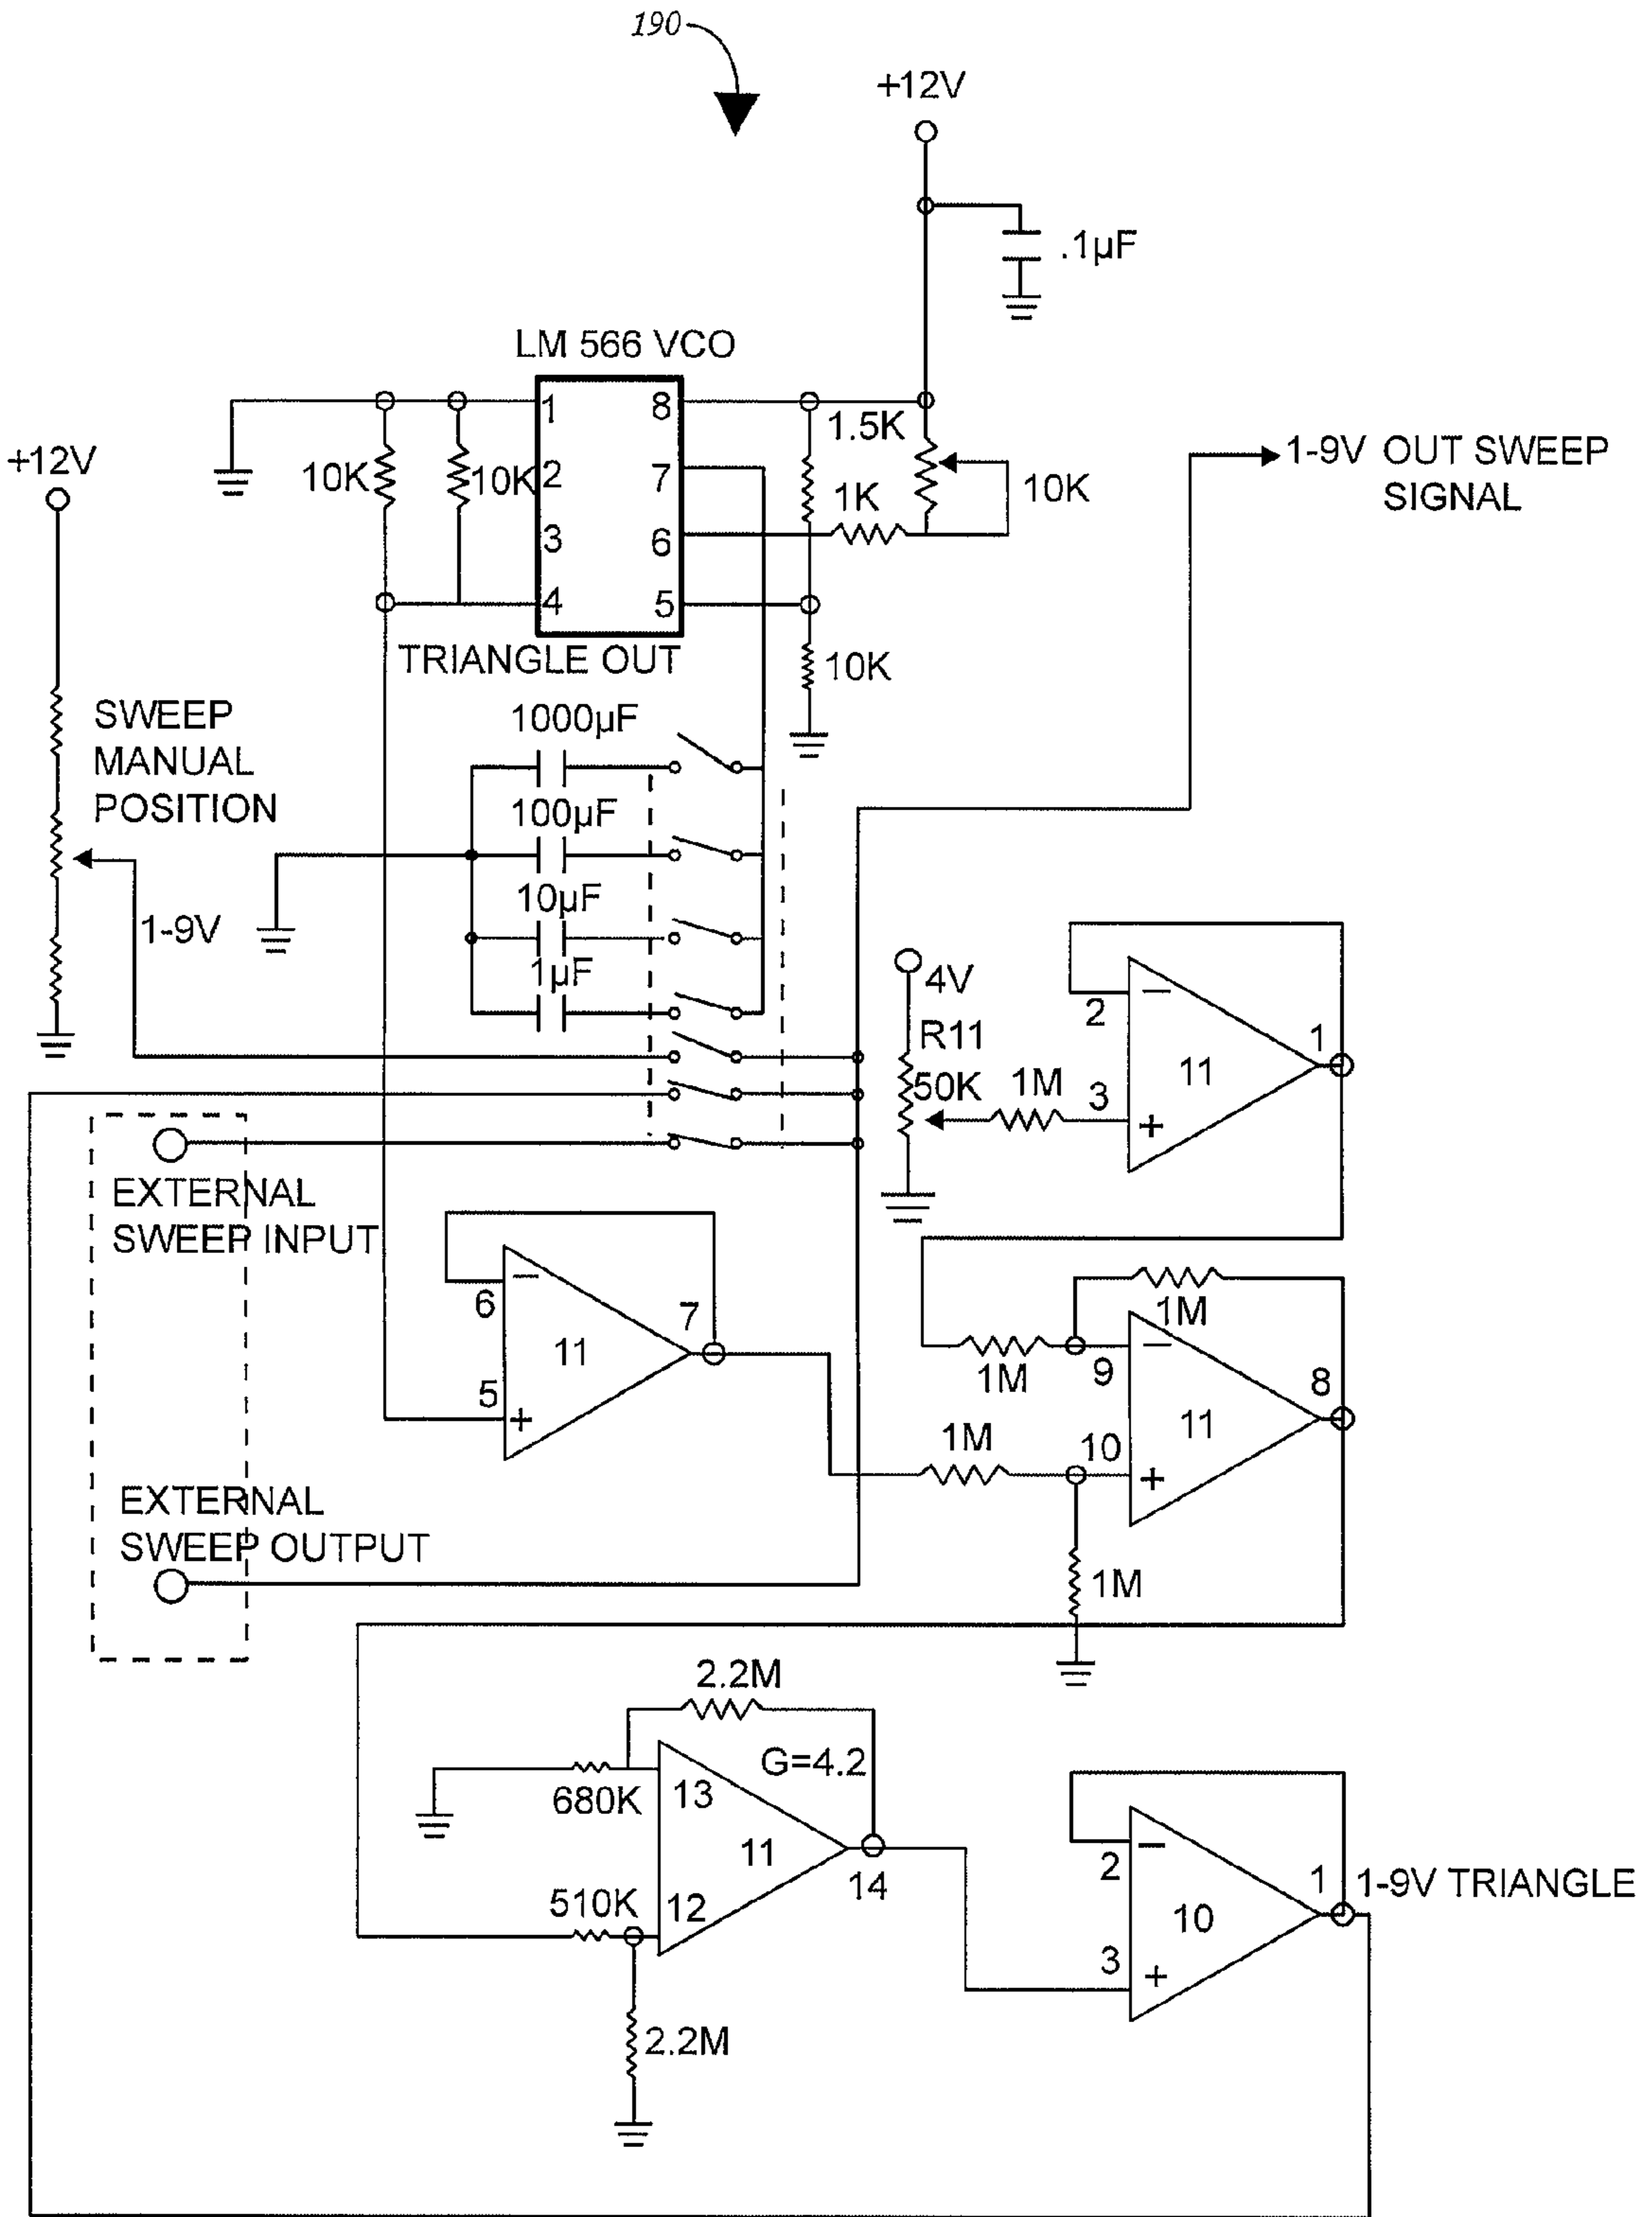 190
+12V
.1µF
LM 566 VCO
1
8
1.5K
+12V
10K
10K
2
7
1K
10K
1-9V OUT SWEEP
SIGNAL
3
6
4
5
TRIANGLE OUT
10K
SWEEP
MANUAL
POSITION
1000µF
100µF
10µF
1-9V
1µF
4V
R11
50K
1M
2
3
11
1
−
+
EXTERNAL
SWEEP INPUT
6
5
11
7
−
+
1M
1M
9
8
11
1M
10
−
+
1M
EXTERNAL
SWEEP OUTPUT
2.2M
G=4.2
680K
13
11
14
510K
12
2.2M
2
3
10
1
−
+
1-9V TRIANGLE